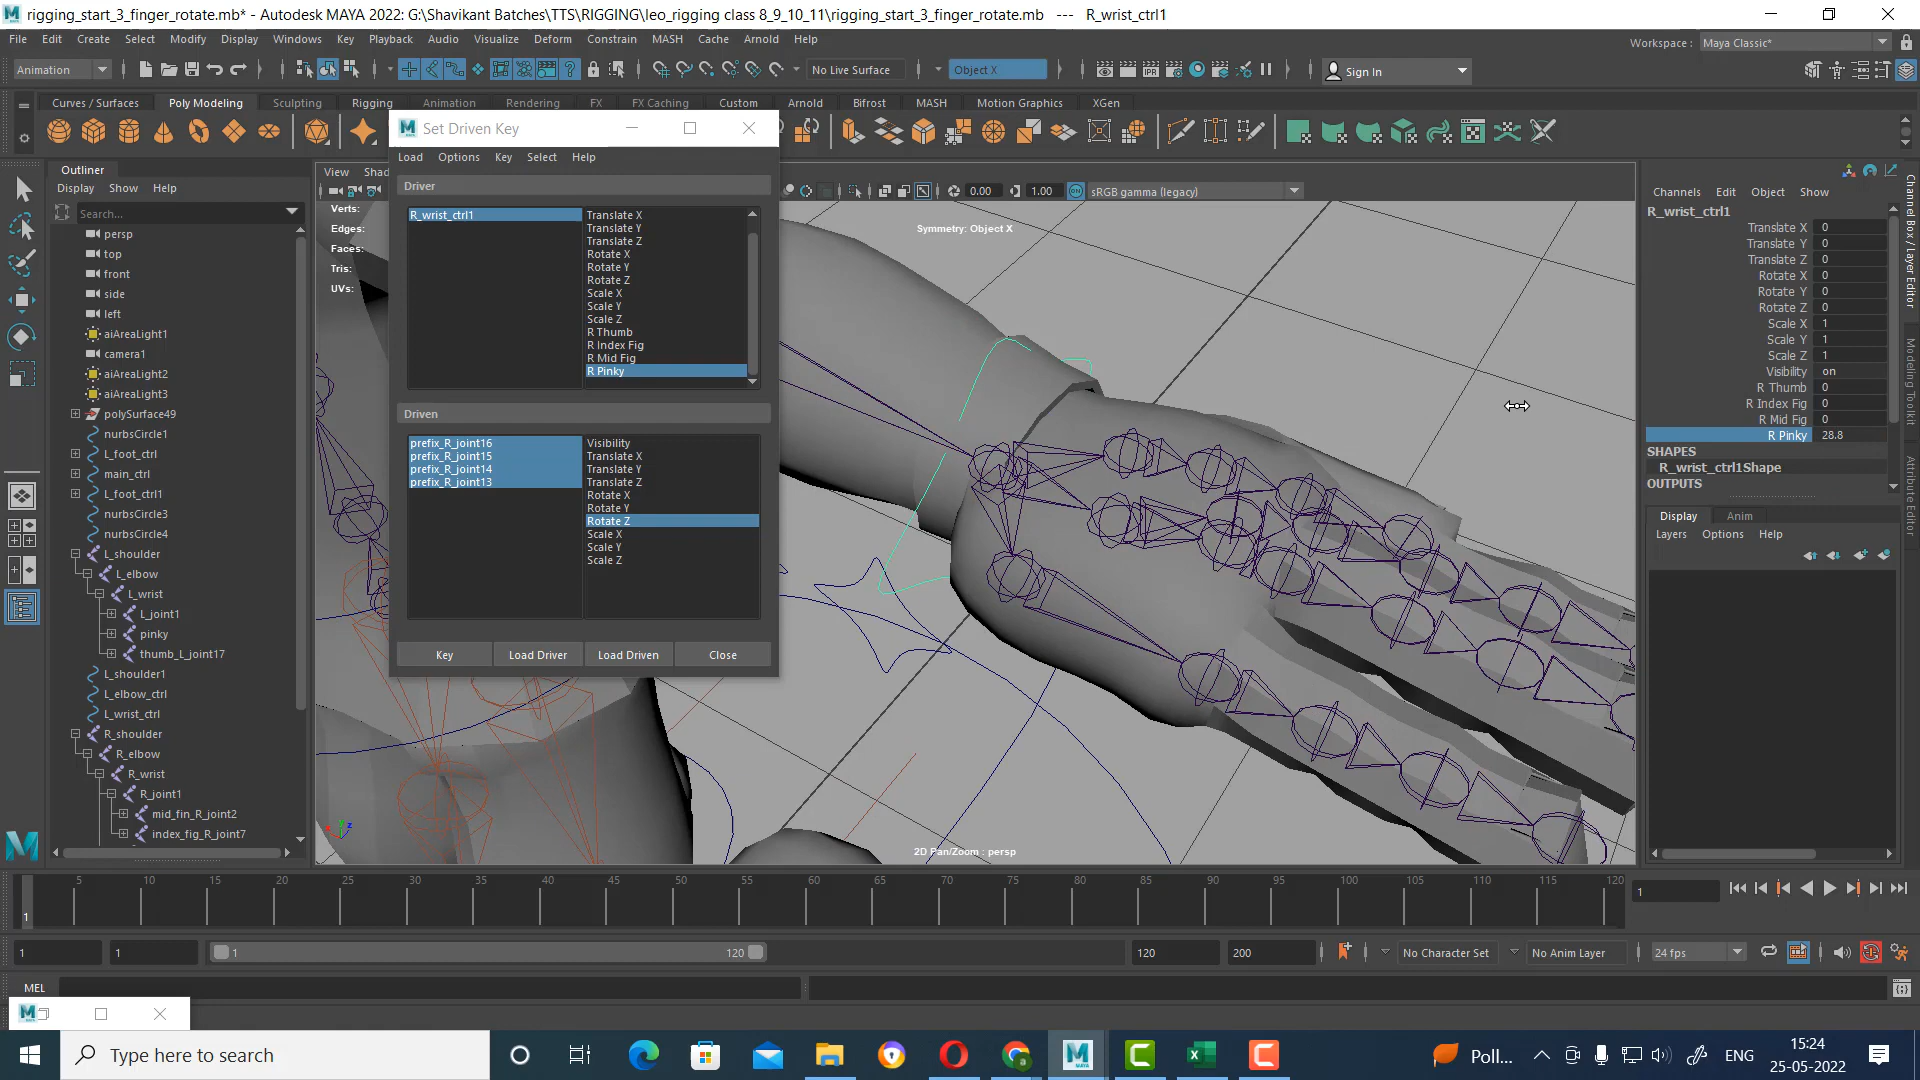 rigging_start_3_finger_rotate.mb* - Autodesk MAYA 2022: G:\Shavikant Batches\TTS\RIGGING\leo_rigging class 8_9_10_11\rigging_start_3_finger_rotate.mb --- R_wrist_ctrl1
File Edit Create Select Modify Display Windows Key Playback Audio Visualize Deform Constrain MASH Cache Arnold Help
Workspace : Maya Classic*
Animation
No Live Surface
Object X
Sign In
Curves / Surfaces Poly Modeling Sculpting Rigging Animation Rendering FX FX Caching Custom Arnold Bifrost MASH Motion Graphics XGen
Set Driven Key
Load Options Key Select Help
Driver
R_wrist_ctrl1
Translate X
Translate Y
Translate Z
Rotate X
Rotate Y
Rotate Z
Scale X
Scale Y
Scale Z
R Thumb
R Index Fig
R Mid Fig
R Pinky
Driven
prefix_R_joint16
prefix_R_joint15
prefix_R_joint14
prefix_R_joint13
Visibility
Translate X
Translate Y
Translate Z
Rotate X
Rotate Y
Rotate Z
Scale X
Scale Y
Scale Z
Key Load Driver Load Driven Close
Outliner
Display Show Help
Search...
persp
top
front
side
left
aiAreaLight1
camera1
aiAreaLight2
aiAreaLight3
polySurface49
nurbsCircle1
L_foot_ctrl
main_ctrl
L_foot_ctrl1
nurbsCircle3
nurbsCircle4
L_shoulder
L_elbow
L_wrist
L_joint1
pinky
thumb_L_joint17
L_shoulder1
L_elbow_ctrl
L_wrist_ctrl
R_shoulder
R_elbow
R_wrist
R_joint1
mid_fin_R_joint2
index_fig_R_joint7
View Shad
0.00 1.00 ON sRGB gamma (legacy)
Verts:
Edges:
Faces:
Tris:
UVs:
Symmetry: Object X
2D Pan/Zoom : persp
Channels Edit Object Show
R_wrist_ctrl1
Translate X 0
Translate Y 0
Translate Z 0
Rotate X 0
Rotate Y 0
Rotate Z 0
Scale X 1
Scale Y 1
Scale Z 1
Visibility on
R Thumb 0
R Index Fig 0
R Mid Fig 0
R Pinky 28.8
SHAPES
R_wrist_ctrl1Shape
OUTPUTS
Display Anim
Layers Options Help
Channel Box / Layer Editor
Modeling Toolkit
Attribute Editor
5 10 15 20 25 30 35 40 45 50 55 60 65 70 75 80 85 90 95 100 105 110 115 120
1
1
1 1 1 120 120 200 No Character Set No Anim Layer 24 fps
MEL
Type here to search
Poll...
ENG
15:24
25-05-2022